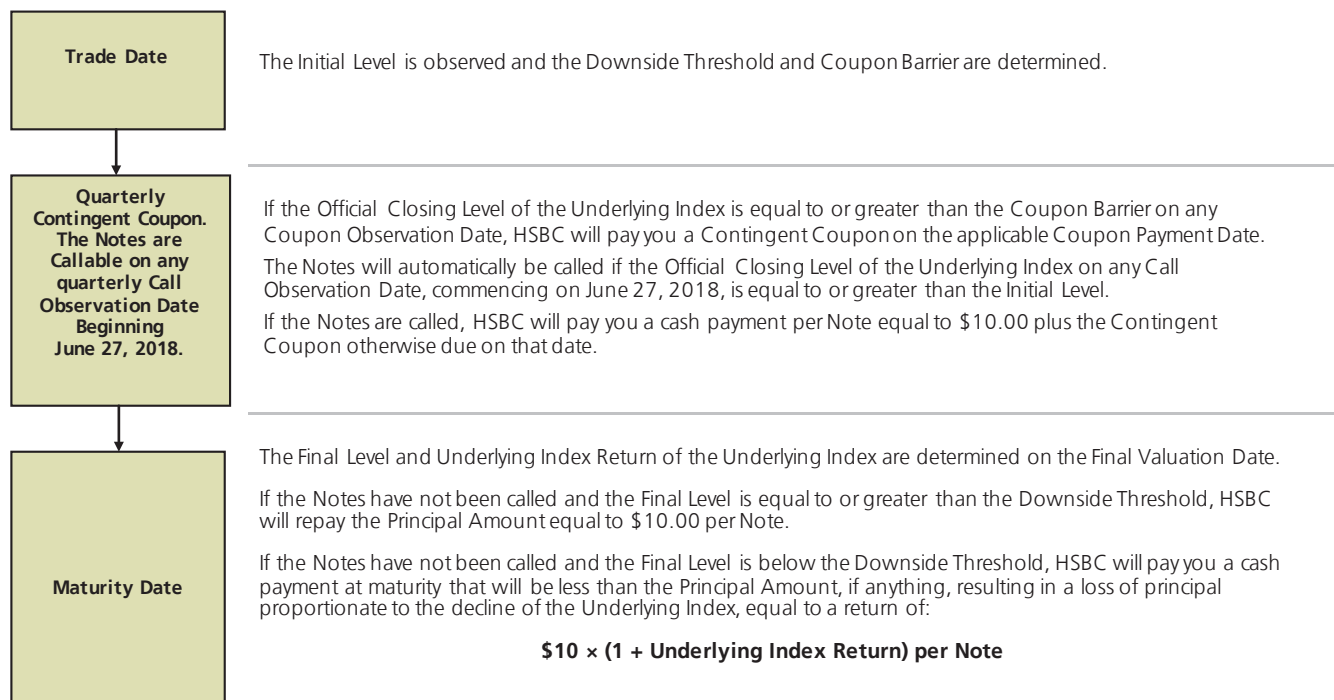 Trade Date
The Initial Level is observed and the Downside Threshold and Coupon Barrier are determined.
Quarterly
Contingent Coupon.
The Notes are
Callable on any
quarterly Call
Observation Date
Beginning
June 27, 2018.
If the Official Closing Level of the Underlying Index is equal to or greater than the Coupon Barrier on any
Coupon Observation Date, HSBC will pay you a Contingent Coupon on the applicable Coupon Payment Date.
The Notes will automatically be called if the Official Closing Level of the Underlying Index on any Call
Observation Date, commencing on June 27, 2018, is equal to or greater than the Initial Level.
If the Notes are called, HSBC will pay you a cash payment per Note equal to $10.00 plus the Contingent
Coupon otherwise due on that date.
Maturity Date
The Final Level and Underlying Index Return of the Underlying Index are determined on the Final Valuation Date.
If the Notes have not been called and the Final Level is equal to or greater than the Downside Threshold, HSBC
will repay the Principal Amount equal to $10.00 per Note.
If the Notes have not been called and the Final Level is below the Downside Threshold, HSBC will pay you a cash
payment at maturity that will be less than the Principal Amount, if anything, resulting in a loss of principal
proportionate to the decline of the Underlying Index, equal to a return of:
$10 × (1 + Underlying Index Return) per Note